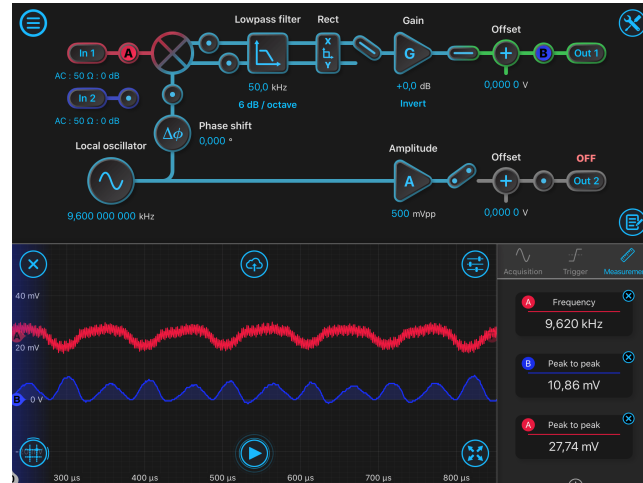 Lowpass filter Rect Gain Offset
In 1 A X Y G B Out 1
AC : 50 Ω : 0 dB
50,0 kHz +0,0 dB 0,000 0 V
In 2 6 dB / octave Invert
AC : 50 Ω : 0 dB
Phase shift
Δϕ 0,000 °
Local oscillator Amplitude Offset OFF
A Out 2
9,600 000 000 kHz 500 mVpp 0,000 0 V
Acquisition Trigger Measureme
40 mV
A Frequency
9,620 kHz
A
20 mV
B Peak to peak
10,86 mV
B 0 V
A Peak to peak
27,74 mV
300 µs 400 µs 500 µs 600 µs 700 µs 800 µs